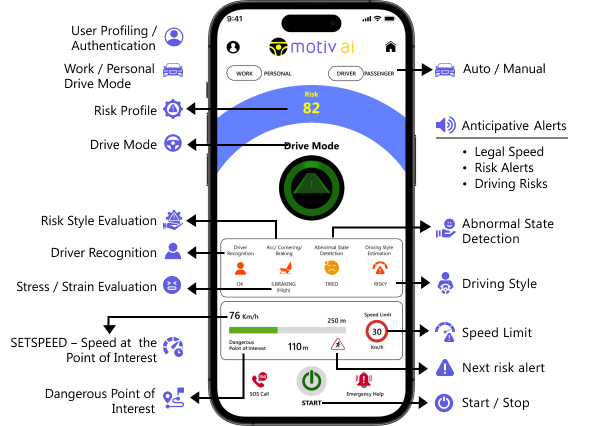 User Profiling /
Authentication
Work / Personal
Drive Mode
Risk Profile
Drive Mode
Risk Style Evaluation
Driver Recognition
Stress / Strain Evaluation
SETSPEED – Speed at the
Point of Interest
Dangerous Point of
Interest
9:41
motiv ai
WORK PERSONAL DRIVER PASSENGER
Risk
82
Drive Mode
Driver
Recognition
OK
Acc/ Cornering/
Braking
S.BRAKING
(High)
Abnormal State
Detetction
TIRED
Driving Style
Estimation
RISKY
76 Km/h
250 m
Dangerous
Point of Interest
110 m
Speed Limit
30
Km/h
SOS
SOS Call
START
Emergency Help
Auto / Manual
Anticipative Alerts
• Legal Speed
• Risk Alerts
• Driving Risks
Abnormal State
Detection
Driving Style
Speed Limit
Next risk alert
Start / Stop